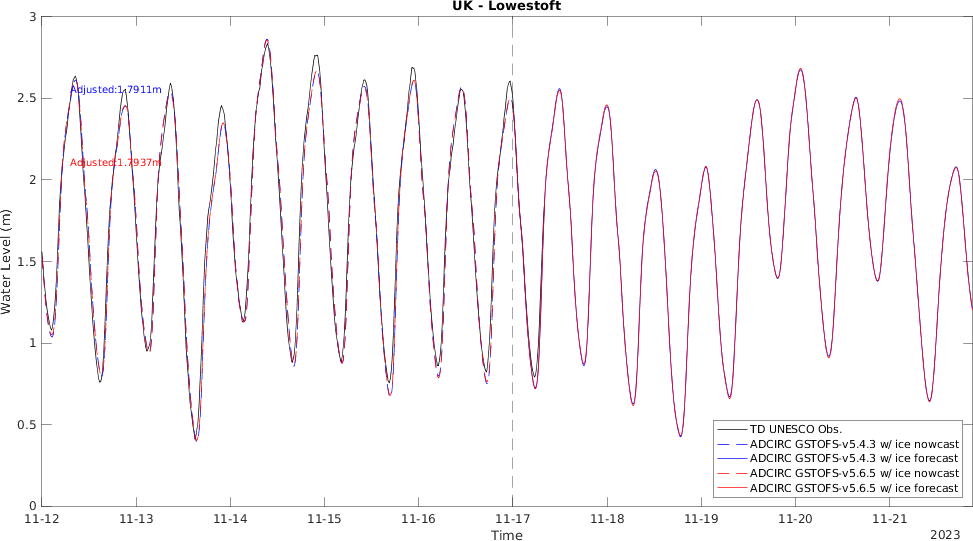 UK - Lowestoft
3
2.5
2
1.5
1
0.5
0
Water Level (m)
Adjusted:1.7911m
Adjusted:1.7937m
TD UNESCO Obs.
ADCIRC GSTOFS-v5.4.3 w/ ice nowcast
ADCIRC GSTOFS-v5.4.3 w/ ice forecast
ADCIRC GSTOFS-v5.6.5 w/ ice nowcast
ADCIRC GSTOFS-v5.6.5 w/ ice forecast
11-12 11-13 11-14 11-15 11-16 11-17 11-18 11-19 11-20 11-21
Time
2023